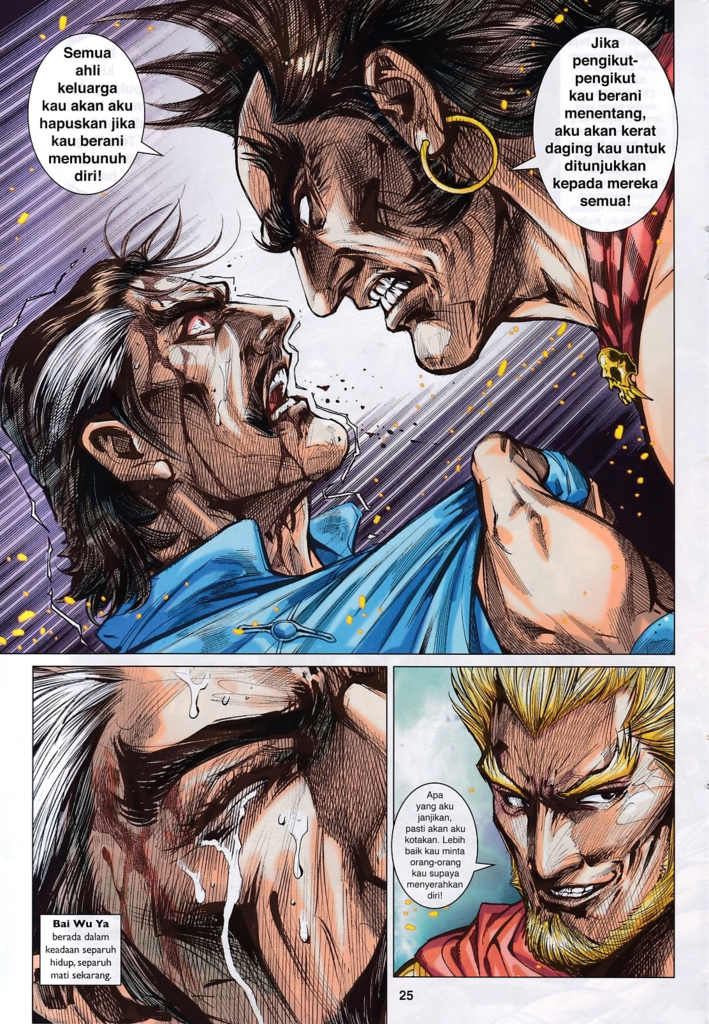 Semua
ahli
keluarga
kau akan aku
hapuskan jika
kau berani
membunuh
diri!
Jika
pengikut-
pengikut
kau berani
menentang,
aku akan kerat
daging kau untuk
ditunjukkan
kepada mereka
semua!
Bai Wu Ya
berada dalam
keadaan separuh
hidup, separuh
mati sekarang.
Apa
yang aku
janjikan,
pasti akan aku
kotakan. Lebih
baik kau minta
orang-orang
kau supaya
menyerahkan
diri!
25